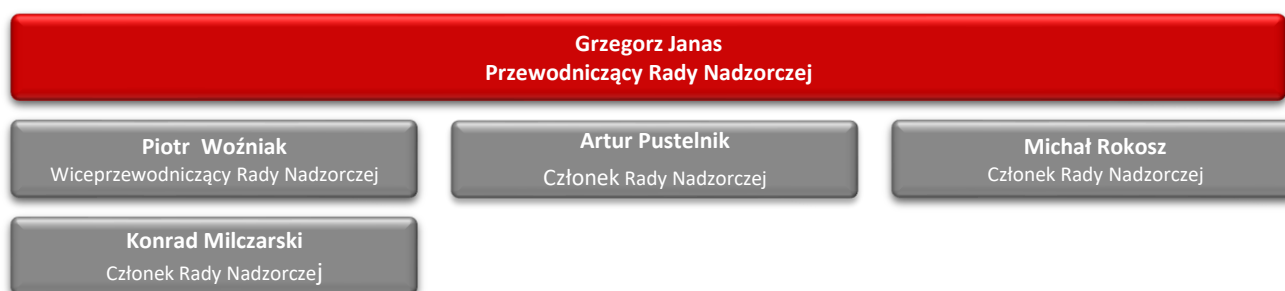 Grzegorz Janas
Przewodniczący Rady Nadzorczej
Piotr Woźniak
Wiceprzewodniczący Rady Nadzorczej
Artur Pustelnik
Członek Rady Nadzorczej
Michał Rokosz
Członek Rady Nadzorczej
Konrad Milczarski
Członek Rady Nadzorczej